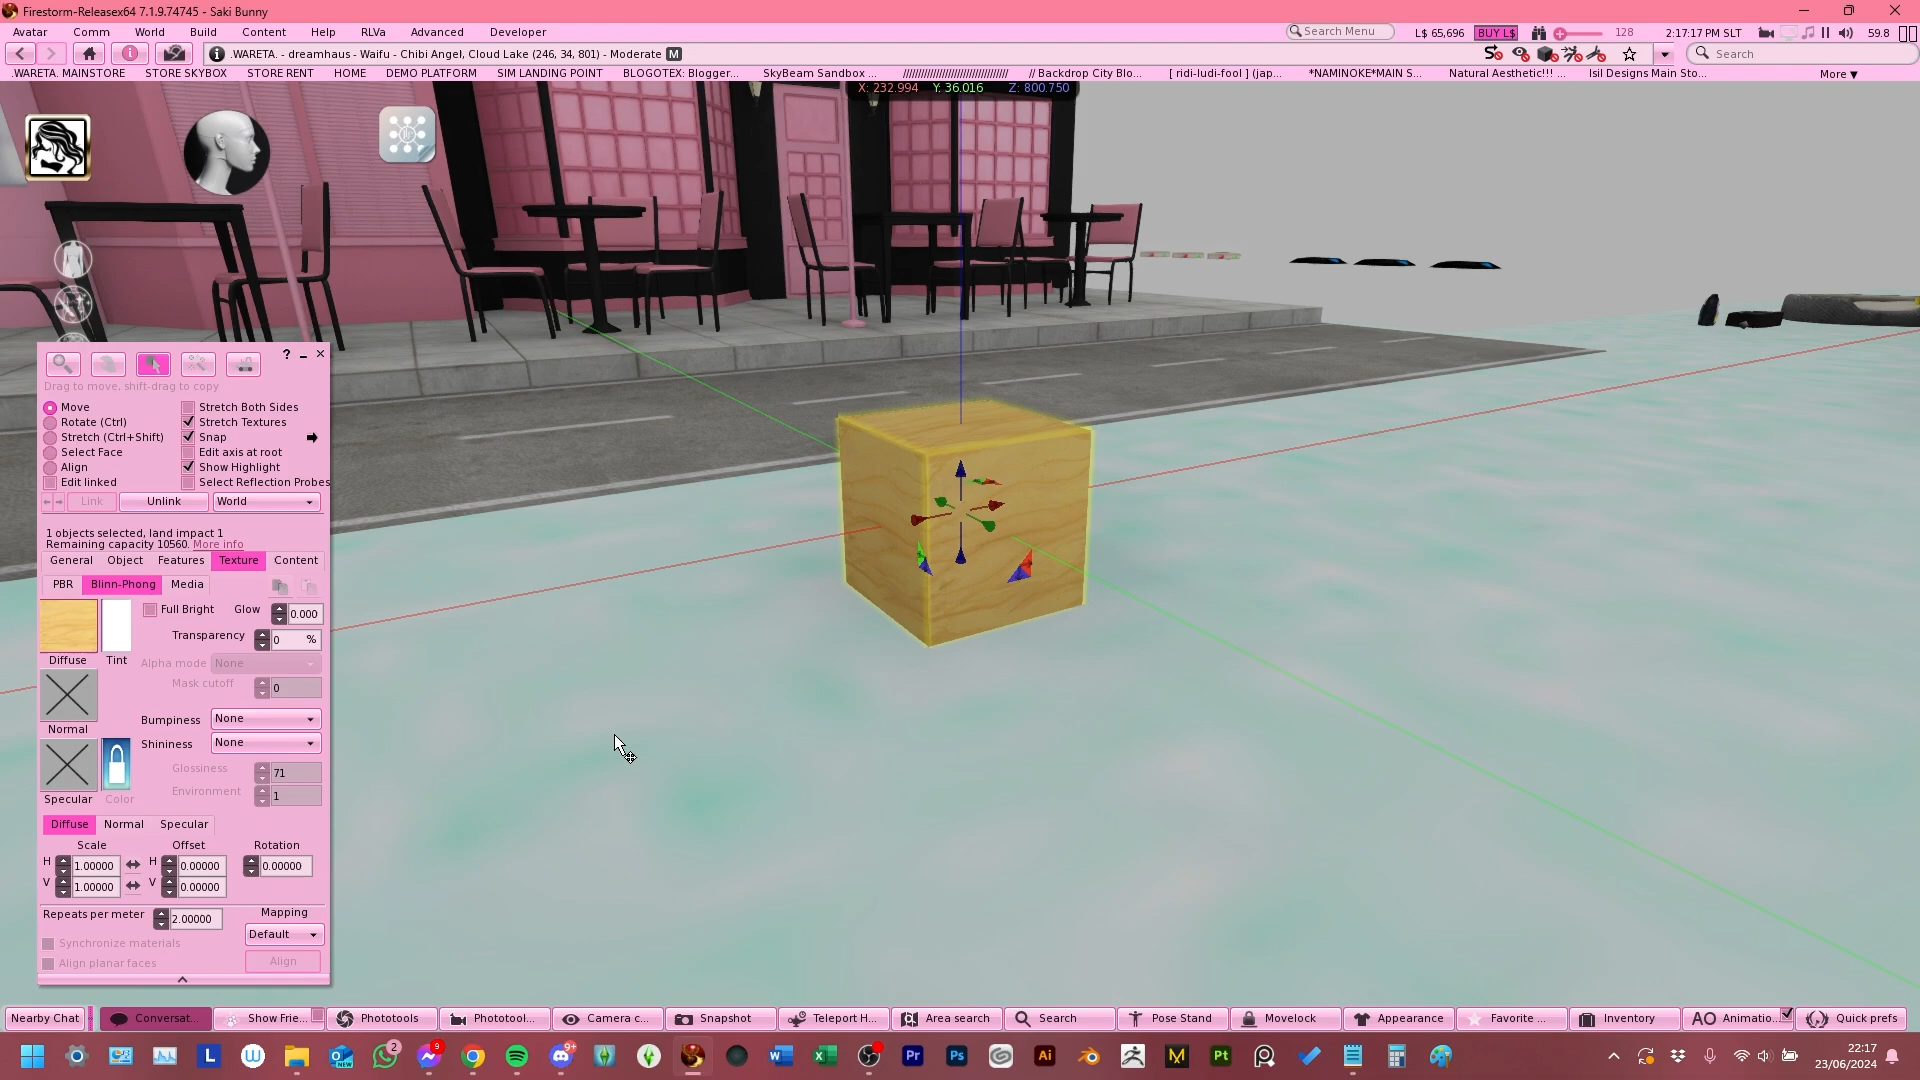 Firestorm-Releasex64 7.1.9.74745 - Saki Bunny
Avatar Comm World Build Content Help RLVa Advanced Developer
Search Menu L$ 65,696 BUY L$ 128 2:17:17 PM SLT 59.8
.WARETA. - dreamhaus - Waifu - Chibi Angel, Cloud Lake (246, 34, 801) - Moderate M
Search
.WARETA. MAINSTORE STORE SKYBOX STORE RENT HOME DEMO PLATFORM SIM LANDING POINT BLOGOTEX: Blogger... SkyBeam Sandbox ... // Backdrop City Blo... [ ridi-ludi-fool ] (jap... *NAMINOKE*MAIN S... Natural Aesthetic!!! ... Isil Designs Main Sto... More ▼
X: 232.994 Y: 36.016 Z: 800.750
?
Drag to move, shift-drag to copy
Move Stretch Both Sides
Rotate (Ctrl) Stretch Textures
Stretch (Ctrl+Shift) Snap
Select Face Edit axis at root
Align Show Highlight
Edit linked Select Reflection Probes
Link Unlink World
1 objects selected, land impact 1
Remaining capacity 10560. More info
General Object Features Texture Content
PBR Blinn-Phong Media
Full Bright Glow 0.000
Transparency 0 %
Diffuse Tint
Alpha mode None
Mask cutoff 0
Bumpiness None
Normal
Shininess None
Glossiness 71
Environment 1
Specular Color
Diffuse Normal Specular
Scale Offset Rotation
H 1.00000 H 0.00000 0.00000
V 1.00000 V 0.00000
Repeats per meter 2.00000 Mapping
Default
Synchronize materials
Align planar faces Align
Nearby Chat Conversat... Show Frie... Phototools Phototool... Camera c... Snapshot Teleport H... Area search Search Pose Stand Movelock Appearance Favorite ... Inventory AO Animatio... Quick prefs
L W NEW 2 9 9+ Pr Ps Ai M Pt
22:17
23/06/2024